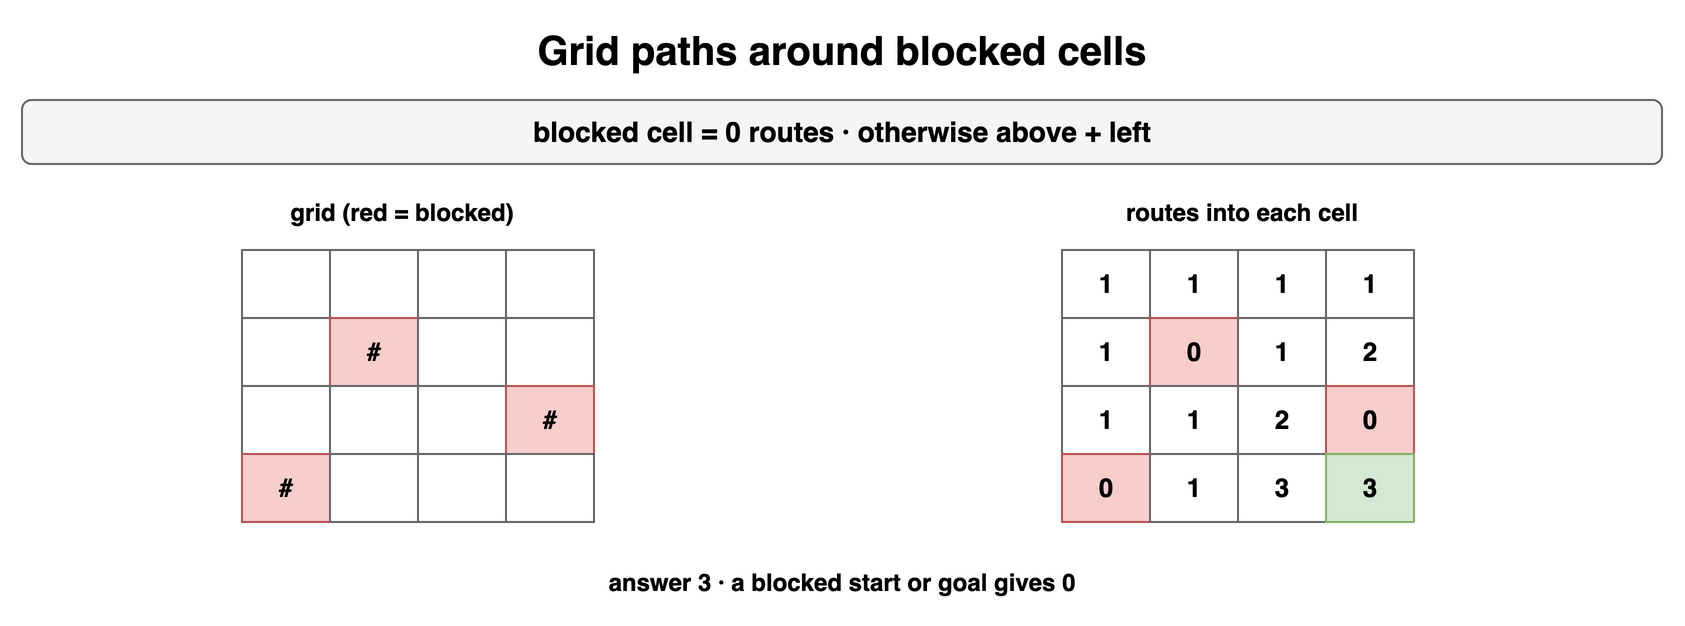 Grid paths around blocked cells
blocked cell = 0 routes · otherwise above + left
grid (red = blocked)
#
#
#
routes into each cell
1 1 1 1
1 0 1 2
1 1 2 0
0 1 3 3
answer 3 · a blocked start or goal gives 0